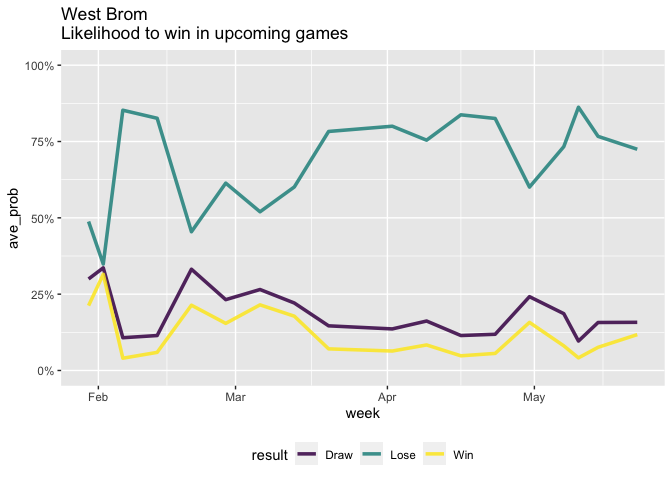 West Brom
Likelihood to win in upcoming games
100%
75%
50%
25%
0%
ave_prob
Feb Mar Apr May
week
result Draw Lose Win